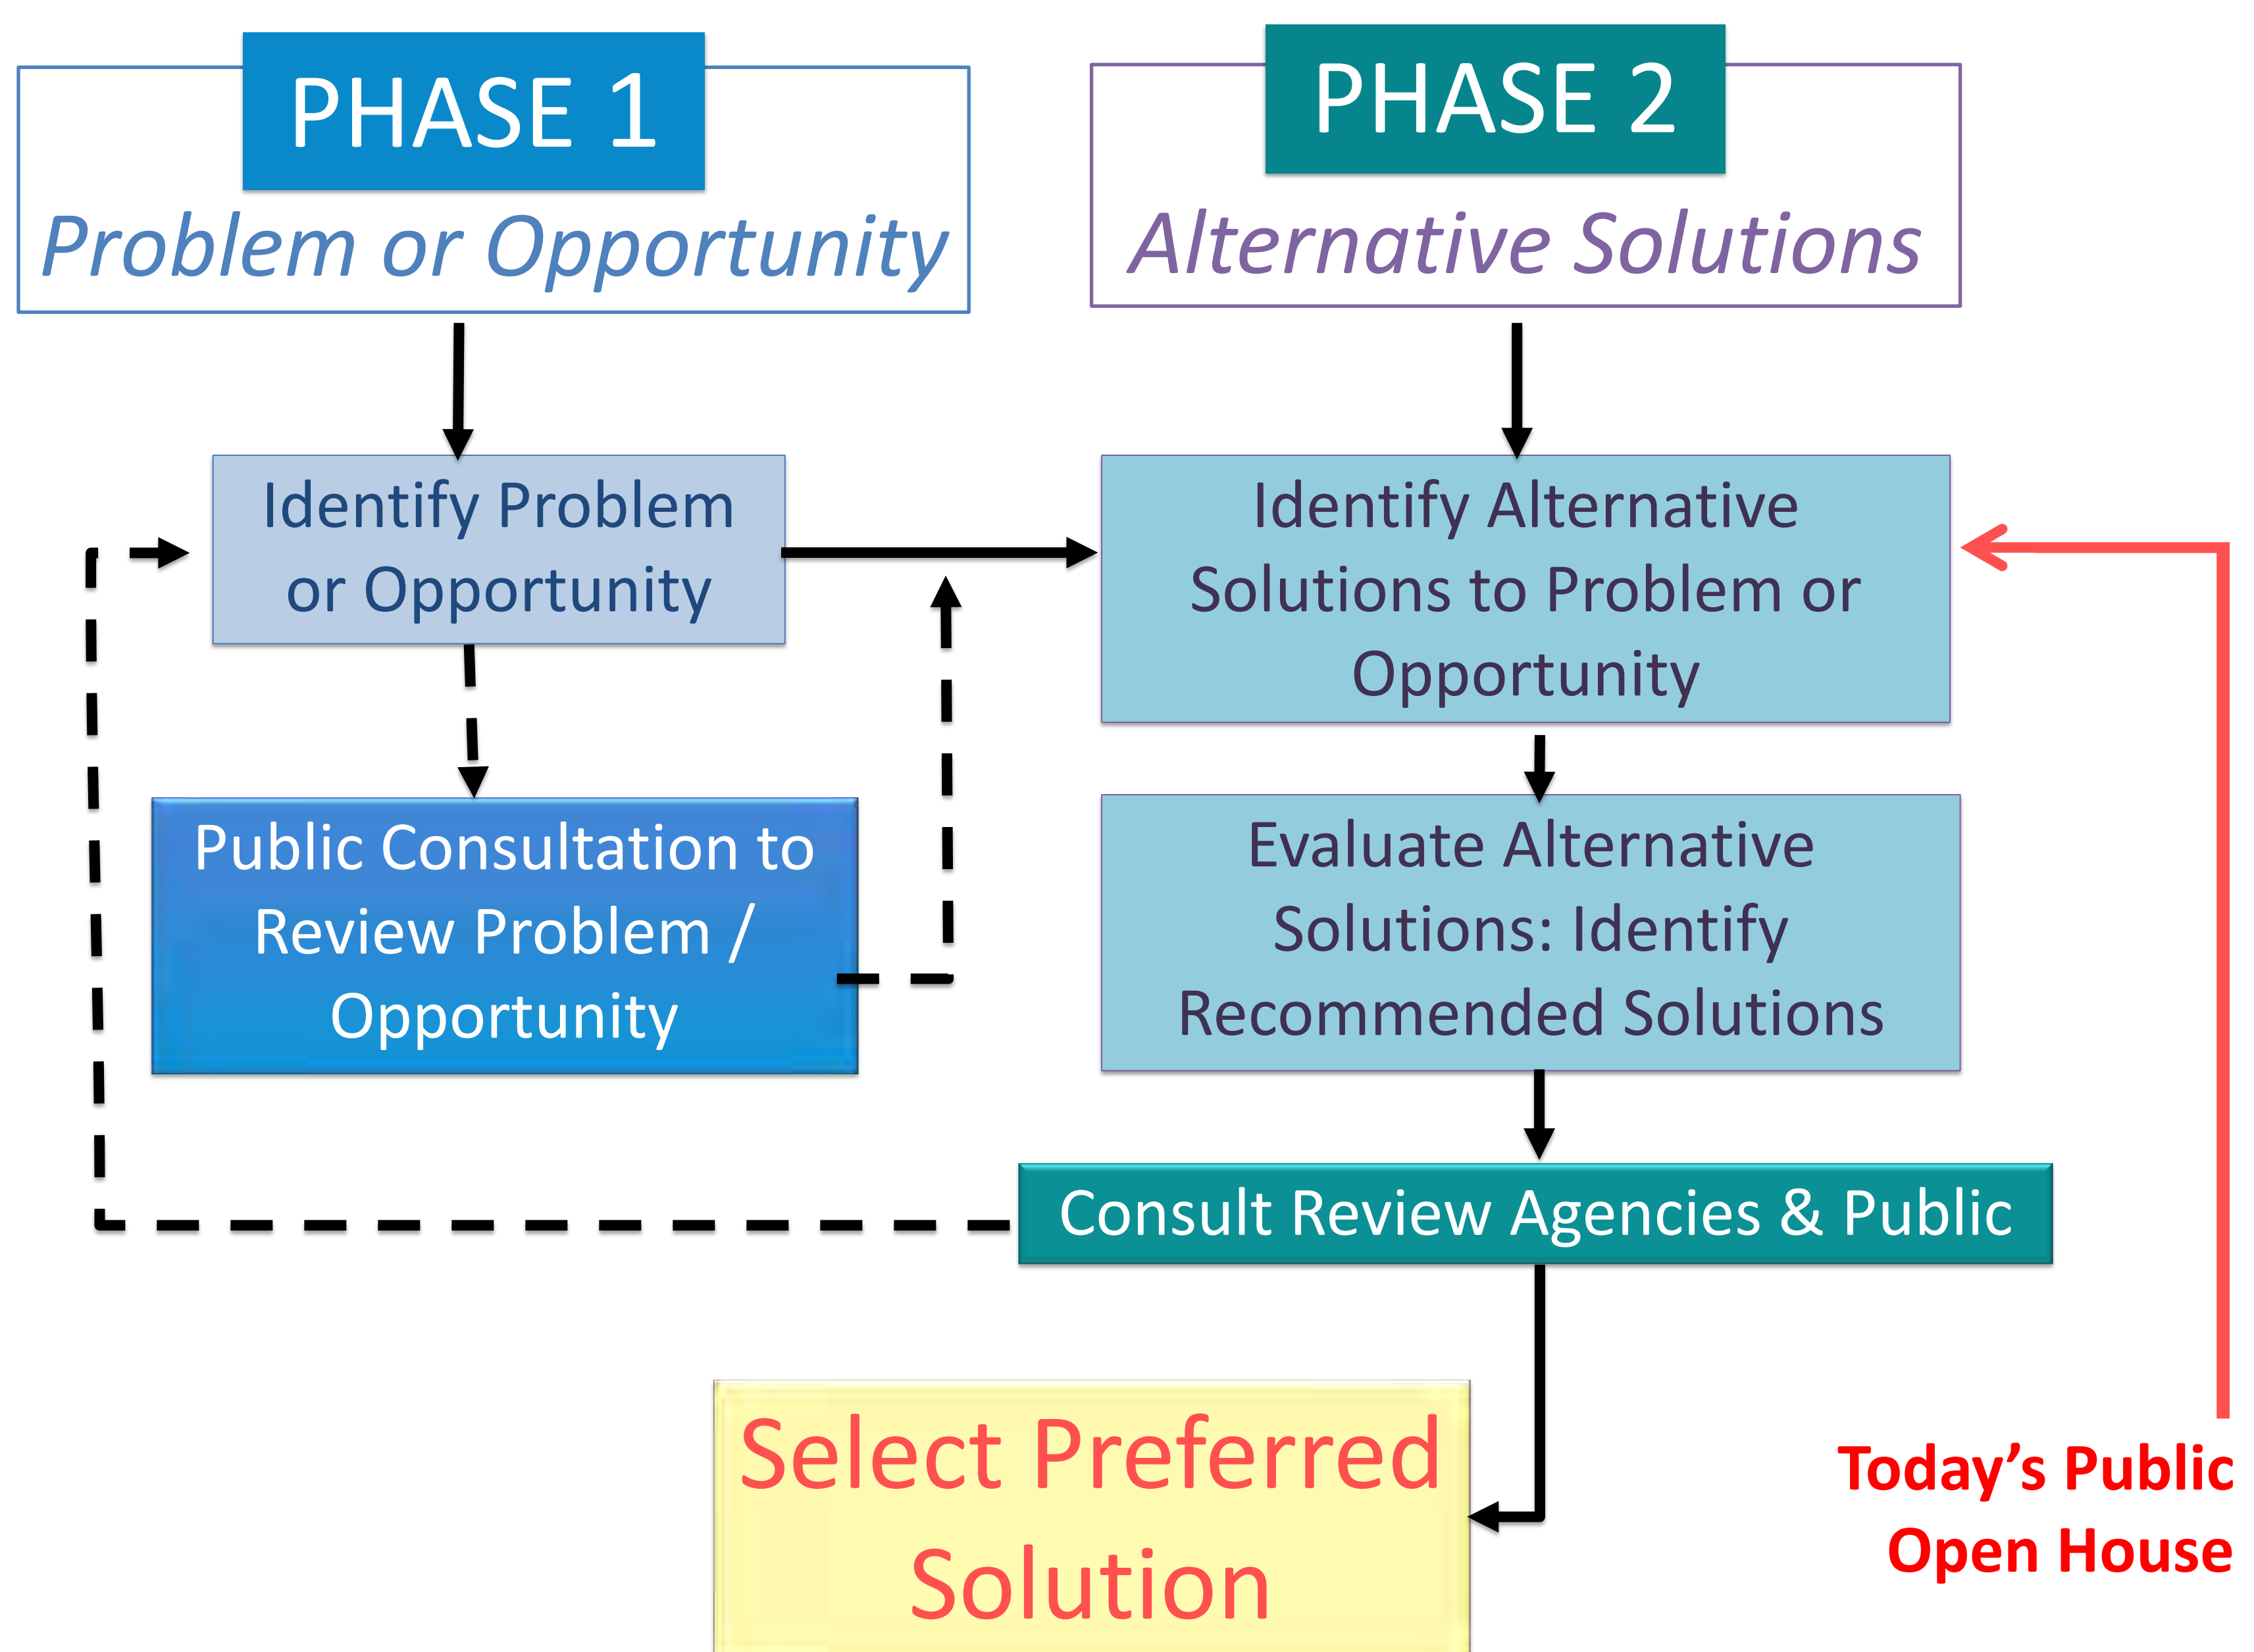 PHASE 1
Problem or Opportunity
Identify Problem
or Opportunity
Public Consultation to
Review Problem /
Opportunity
PHASE 2
Alternative Solutions
Identify Alternative
Solutions to Problem or
Opportunity
Evaluate Alternative
Solutions: Identify
Recommended Solutions
Consult Review Agencies & Public
Select Preferred
Solution
Today’s Public
Open House